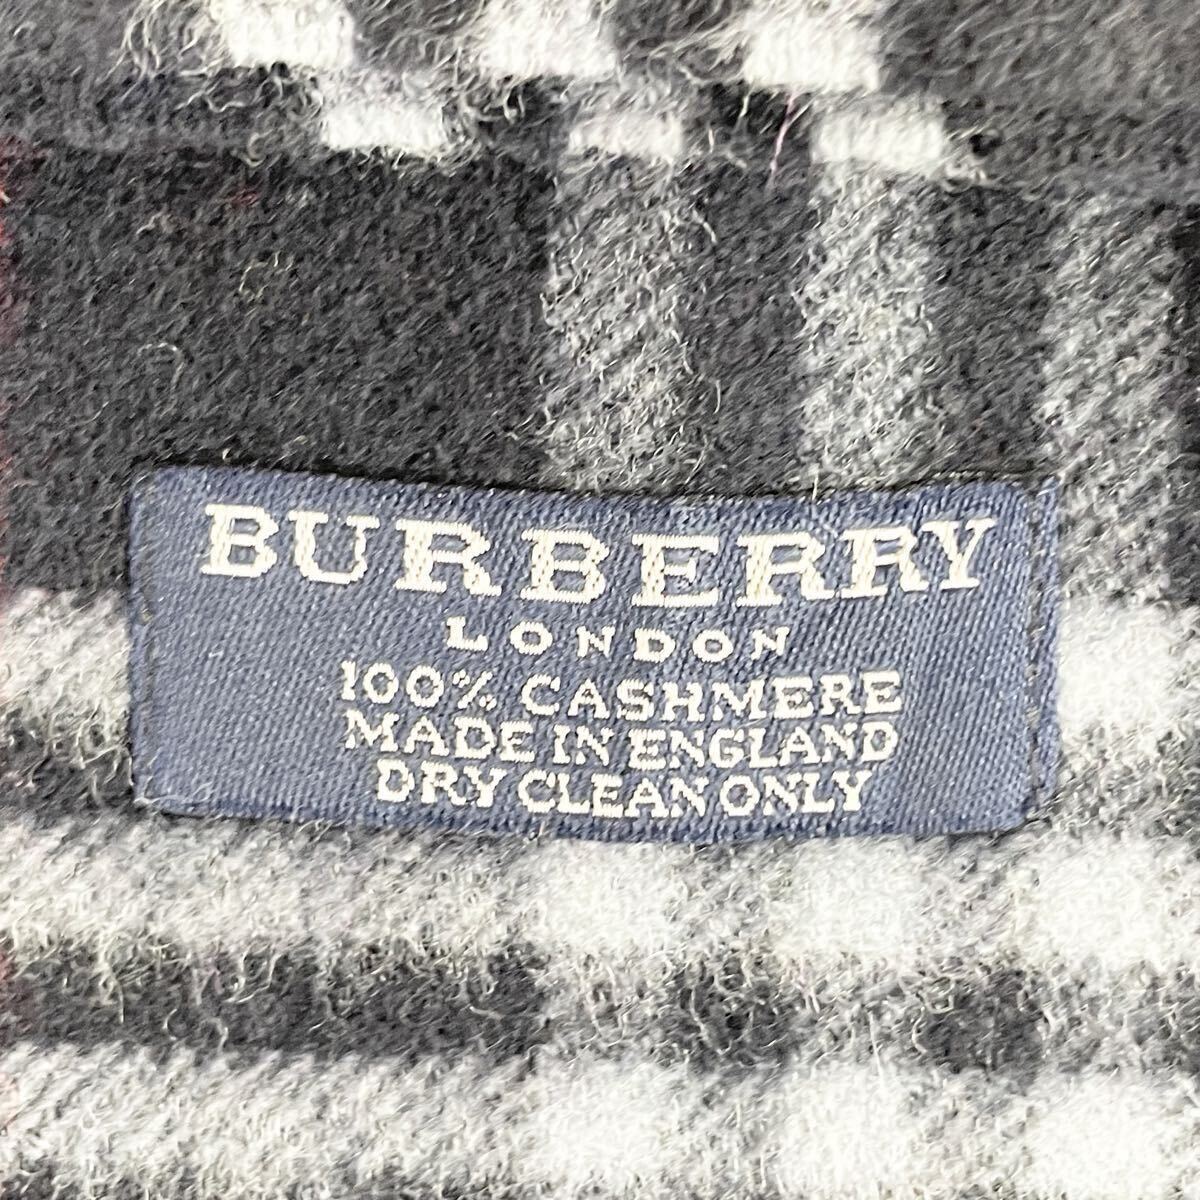 BURBERRY
LONDON
100% CASHMERE
MADE IN ENGLAND
DRY CLEAN ONLY